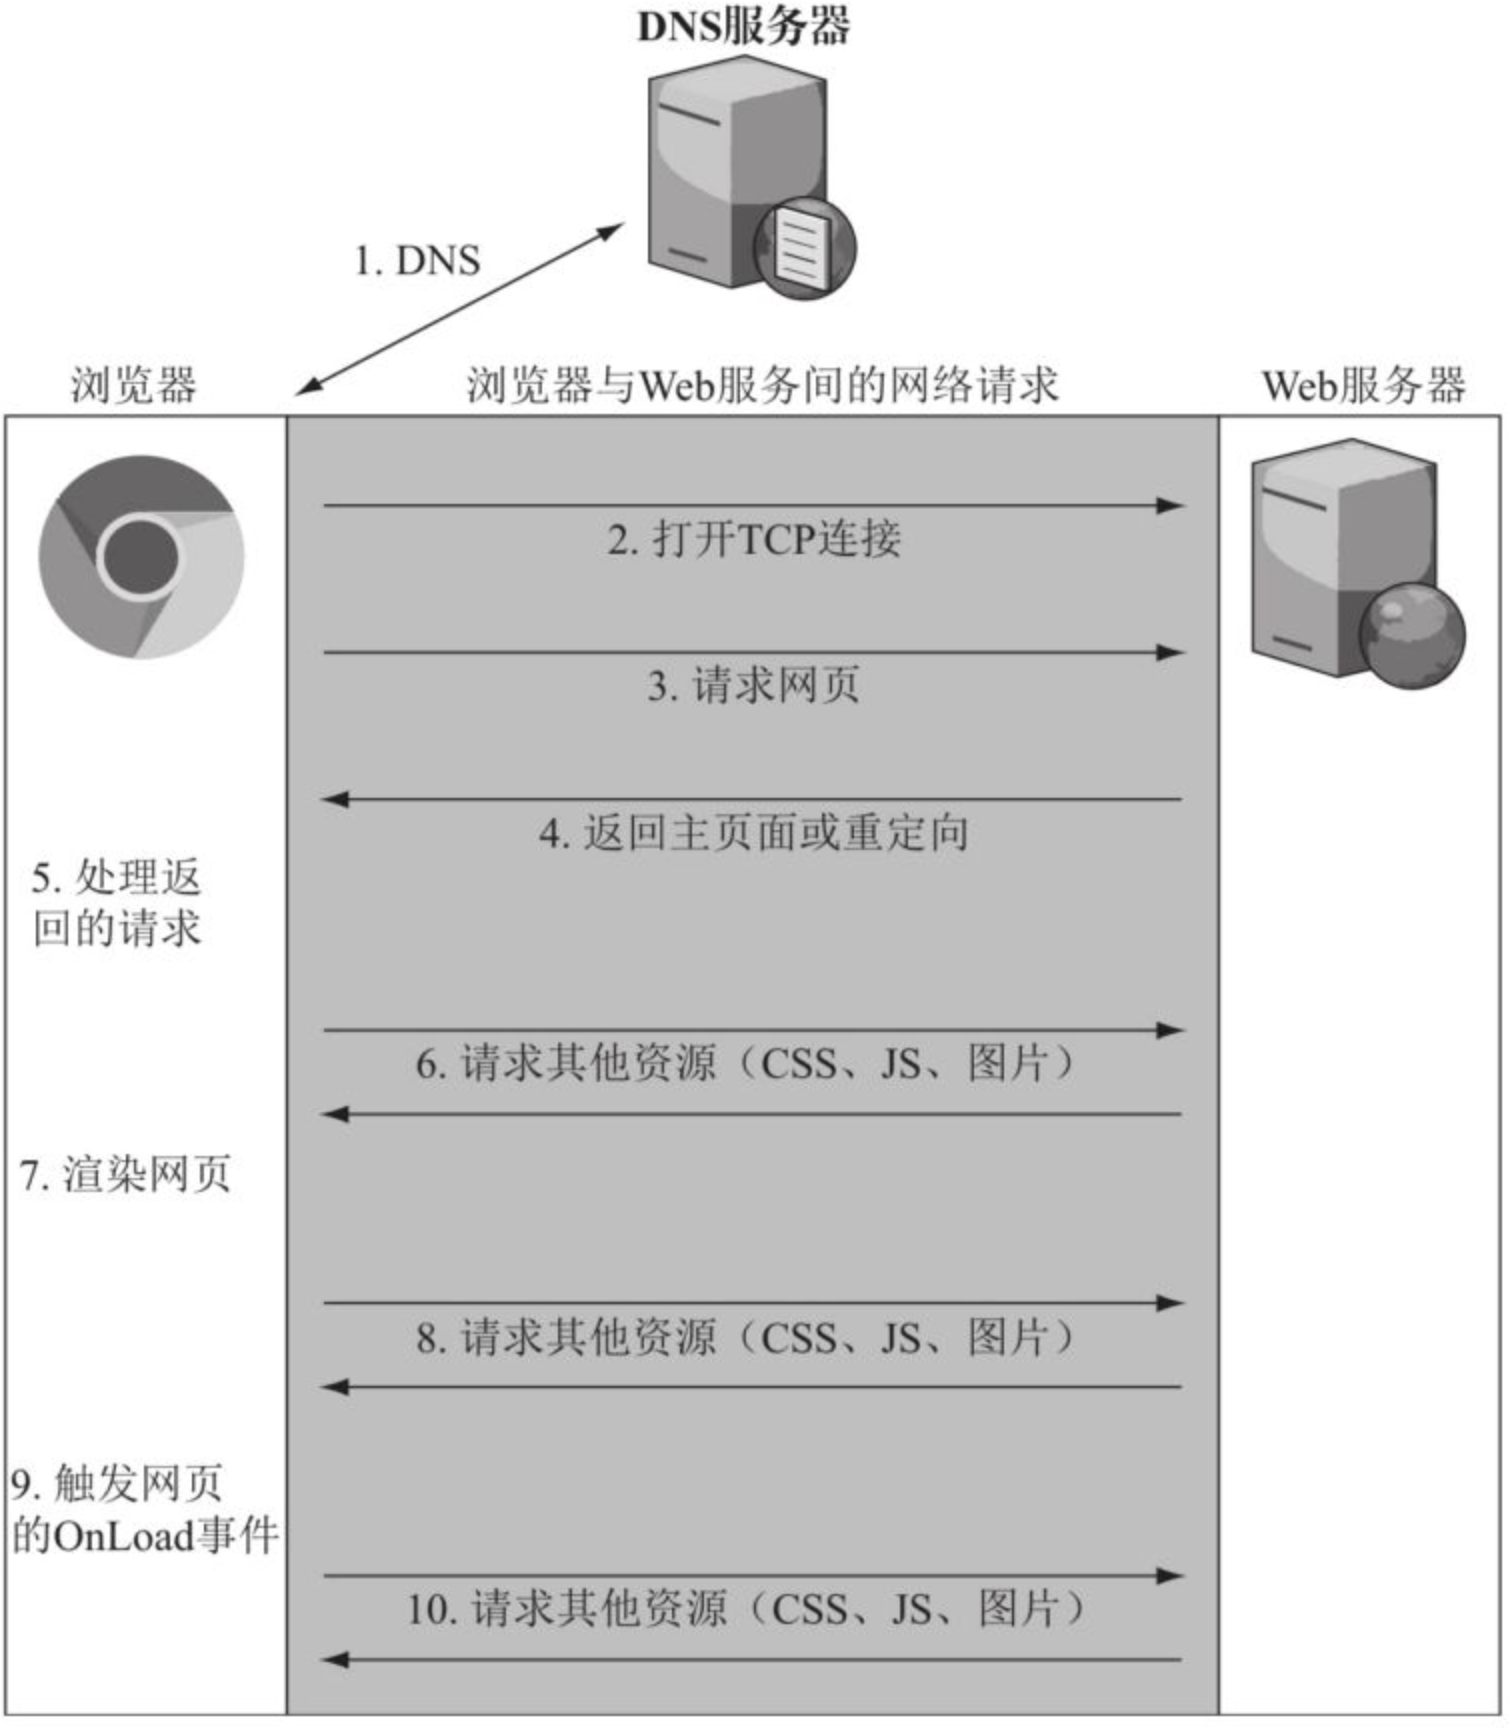 DNS服务器
1. DNS
浏览器
浏览器与Web服务间的网络请求
Web服务器
2. 打开TCP连接
3. 请求网页
4. 返回主页面或重定向
5. 处理返
回的请求
6. 请求其他资源（CSS、JS、图片）
7. 渲染网页
8. 请求其他资源（CSS、JS、图片）
9. 触发网页
的OnLoad事件
10. 请求其他资源（CSS、JS、图片）